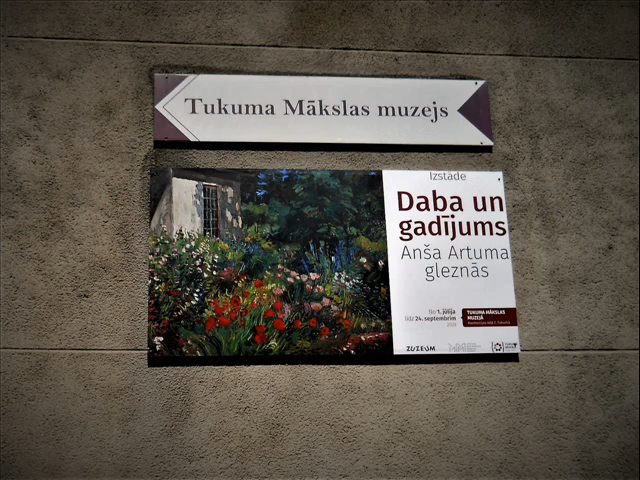 Tukuma Mākslas muzejs
Izstāde
Daba un
gadījums
Anša Artuma
gleznās
No 1. jūlija
līdz 24. septembrim
TUKUMA MĀKSLAS
MUZEJĀ
ZUZEUM